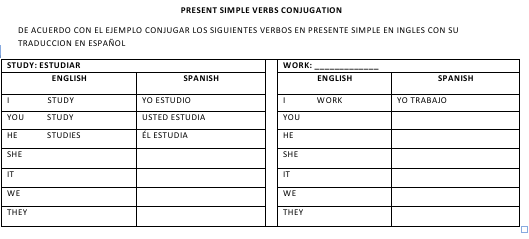 PRESENT SIMPLE VERBS CONJUGATION
DE ACUERDO CON EL EJEMPLO CONJUGAR LOS SIGUIENTES VERBOS EN PRESENTE SIMPLE EN INGLES CON SU
TRADUCCION EN ESPAÑOL
STUDY: ESTUDIAR WORK: _____________
ENGLISH SPANISH ENGLISH SPANISH
I STUDY YO ESTUDIO I WORK YO TRABAJO
YOU STUDY USTED ESTUDIA YOU
HE STUDIES ÉL ESTUDIA HE
SHE SHE
IT IT
WE WE
THEY THEY